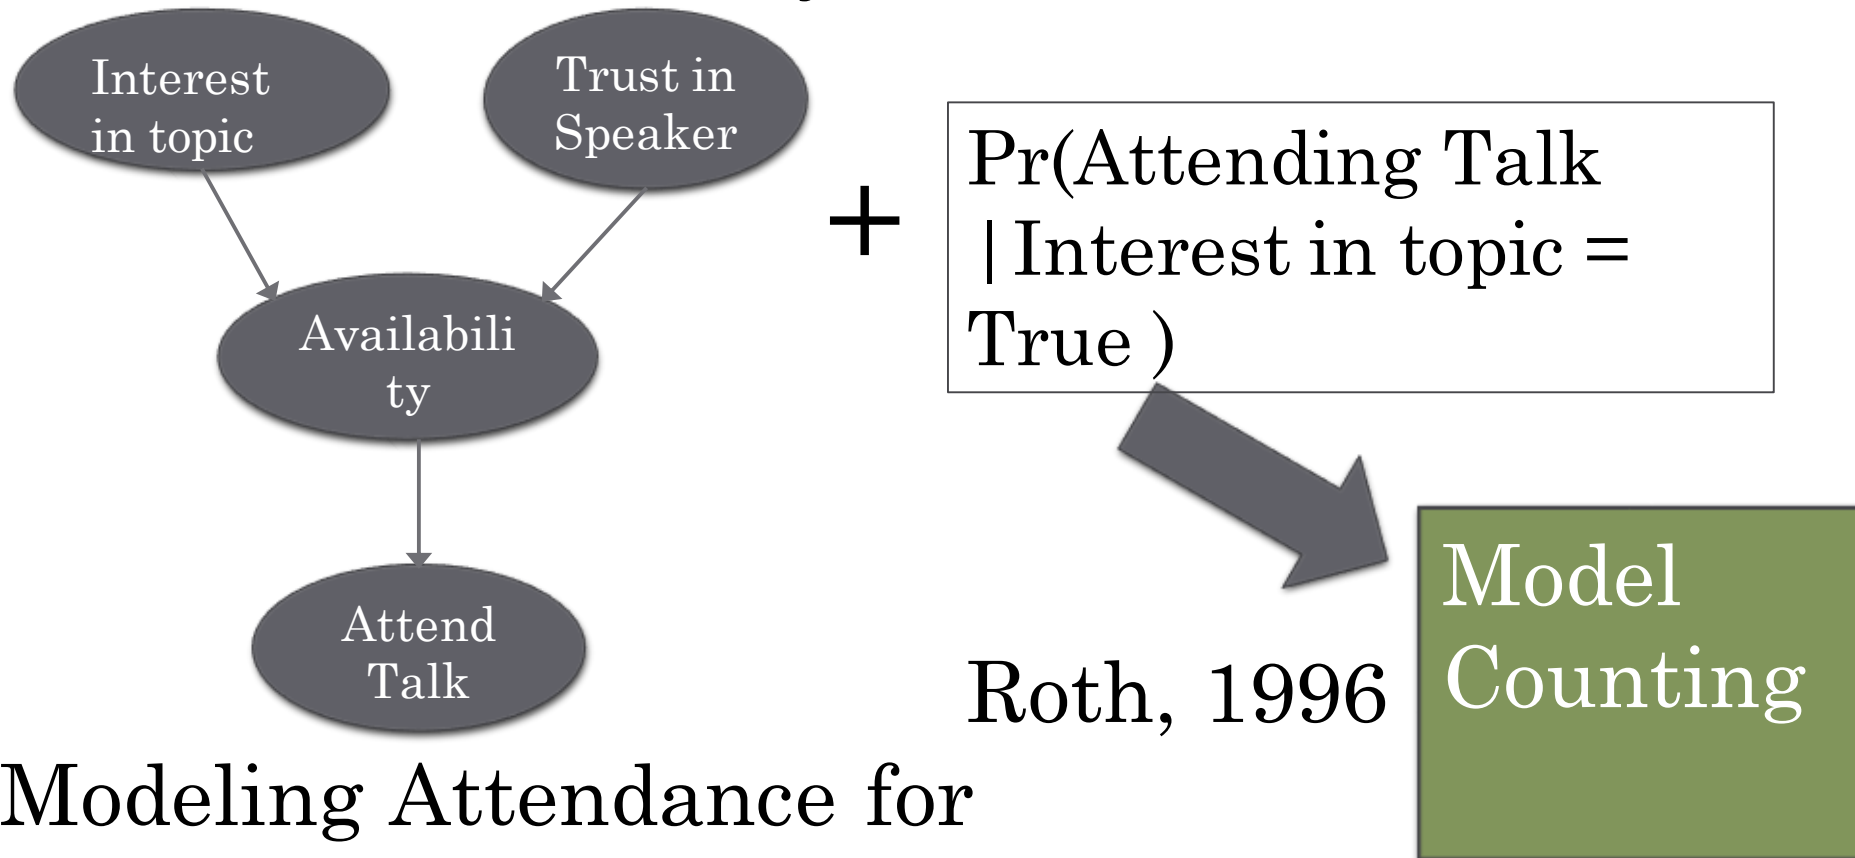 Interest
in topic
Trust in
Speaker
Availabili
ty
Attend
Talk
+
Pr(Attending Talk
|Interest in topic =
True )
Model
Counting
Roth, 1996
Modeling Attendance for